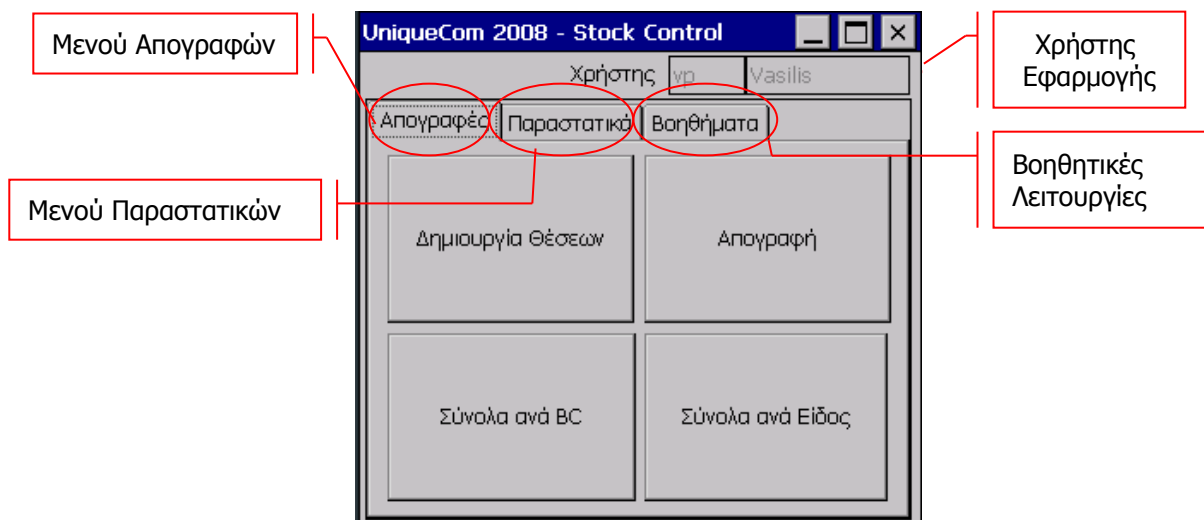 Μενού Απογραφών
UniqueCom 2008 - Stock Control
Χρήστης
Εφαρμογής
Χρήστης vp Vasilis
Απογραφές Παραστατικά Βοηθήματα
Βοηθητικές
Λειτουργίες
Μενού Παραστατικών
Δημιουργία Θέσεων Απογραφή
Σύνολα ανά BC Σύνολα ανά Είδος